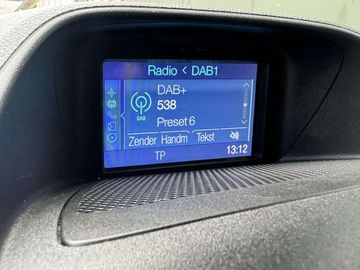 Radio < DAB1
DAB+
538
DAB
Preset 6
Zender Handm Tekst
TP 13:12